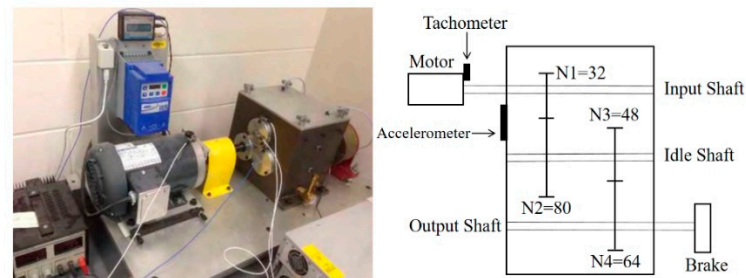 Tachometer
Motor
N1=32
Input Shaft
N3=48
Accelerometer
Idle Shaft
N2=80
Output Shaft
N4=64
Brake